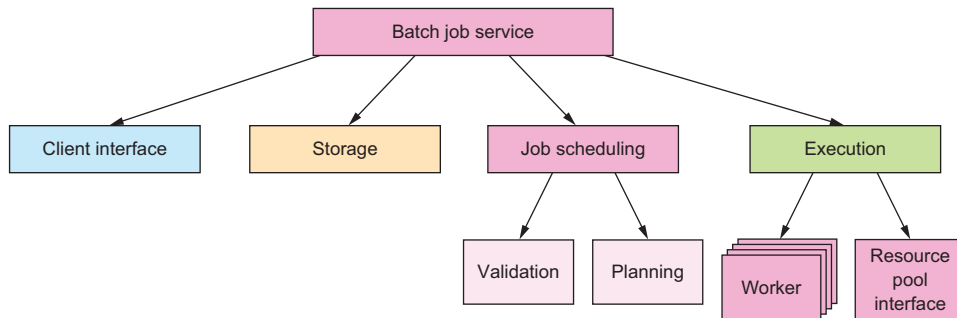 Batch job service
Client interface
Storage
Job scheduling
Execution
Validation
Planning
Worker
Resource
pool
interface